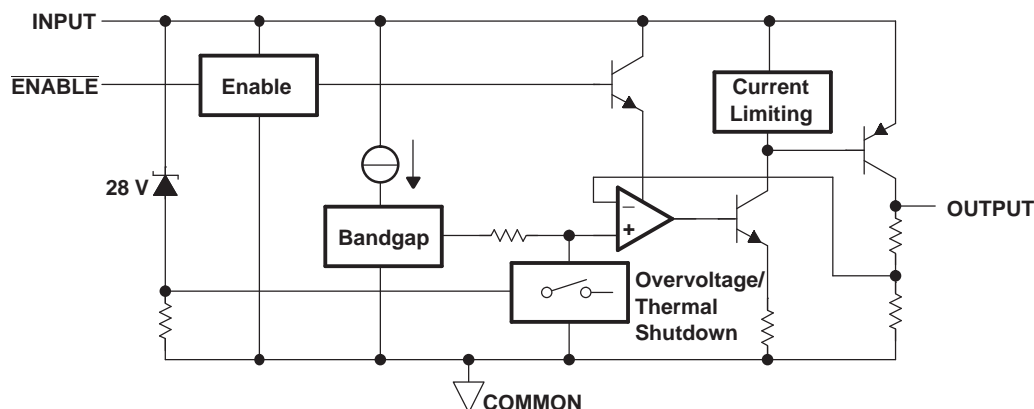 INPUT
ENABLE
Enable
Current
Limiting
28 V
OUTPUT
Bandgap
−
+
Overvoltage/
Thermal
Shutdown
COMMON